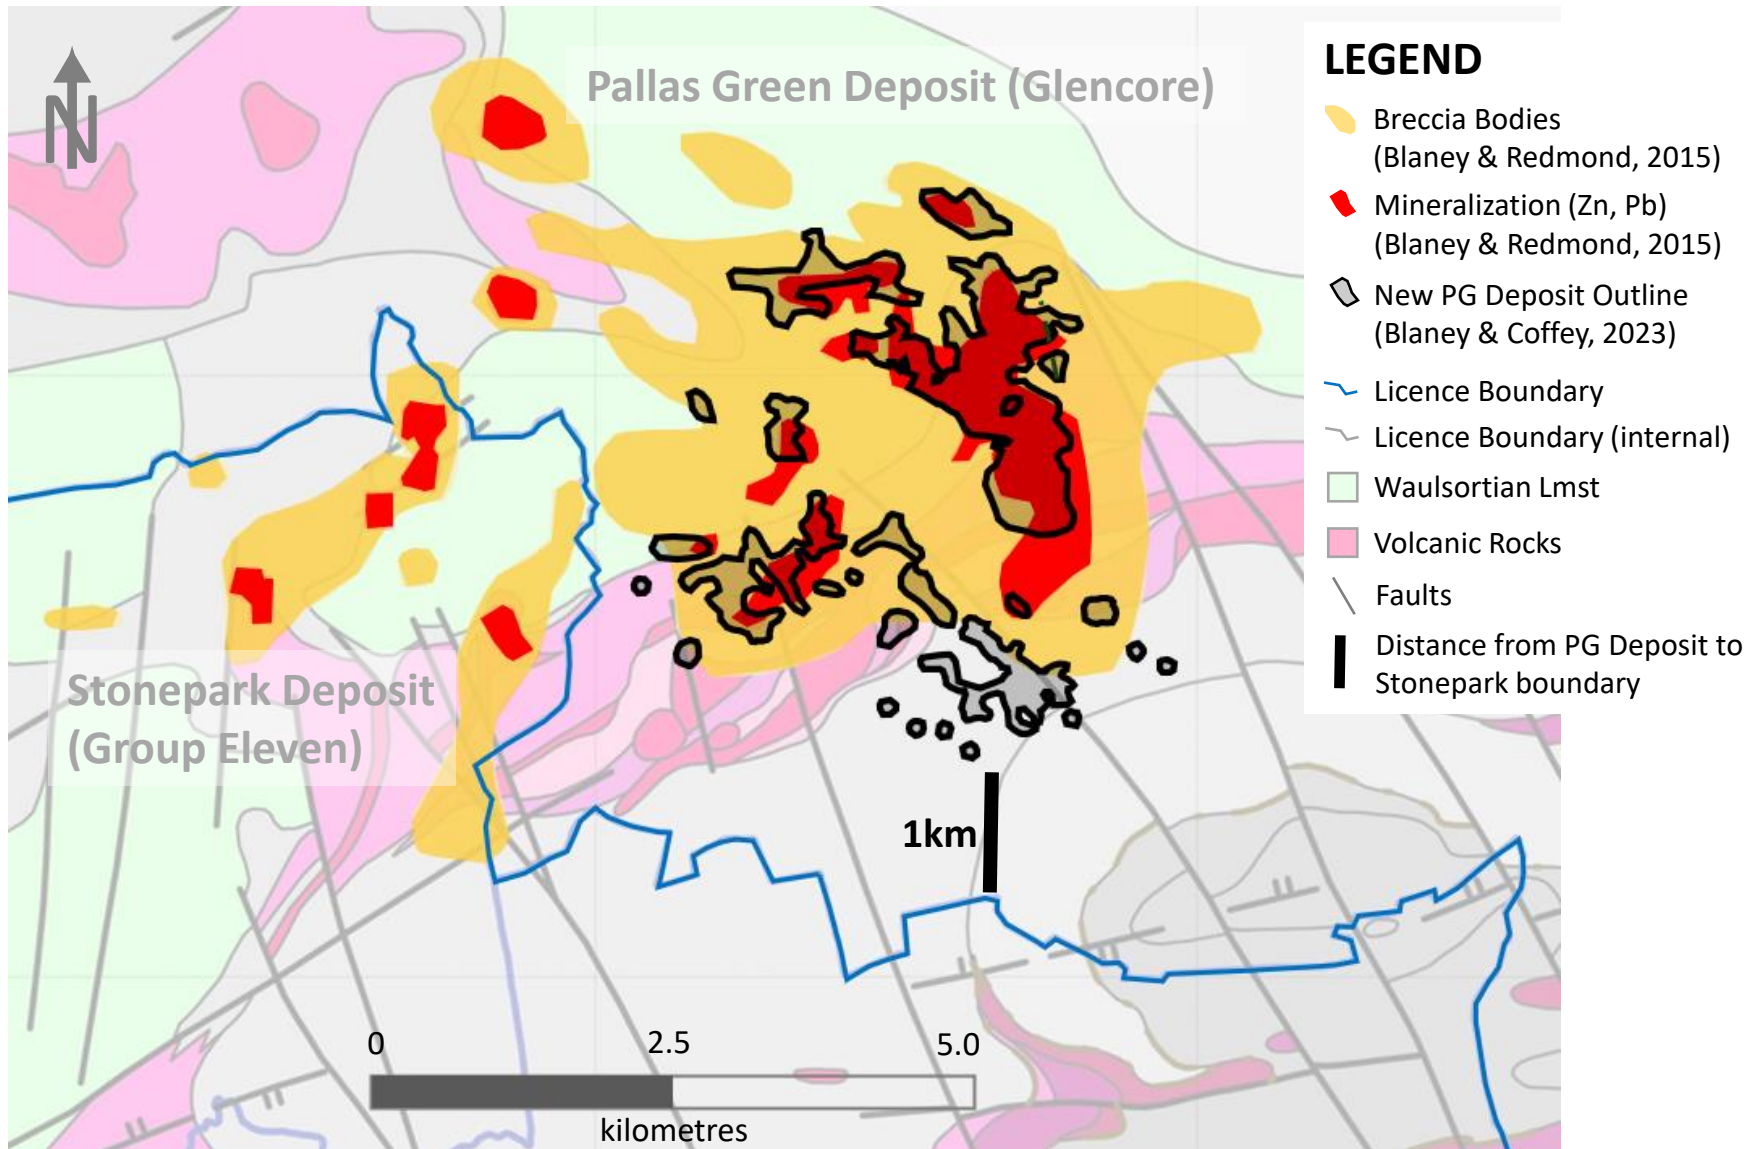 N
Pallas Green Deposit (Glencore)
Stonepark Deposit
(Group Eleven)
1km
0 2.5 5.0
kilometres
LEGEND
Breccia Bodies
(Blaney & Redmond, 2015)
Mineralization (Zn, Pb)
(Blaney & Redmond, 2015)
New PG Deposit Outline
(Blaney & Coffey, 2023)
Licence Boundary
Licence Boundary (internal)
Waulsortian Lmst
Volcanic Rocks
Faults
Distance from PG Deposit to
Stonepark boundary